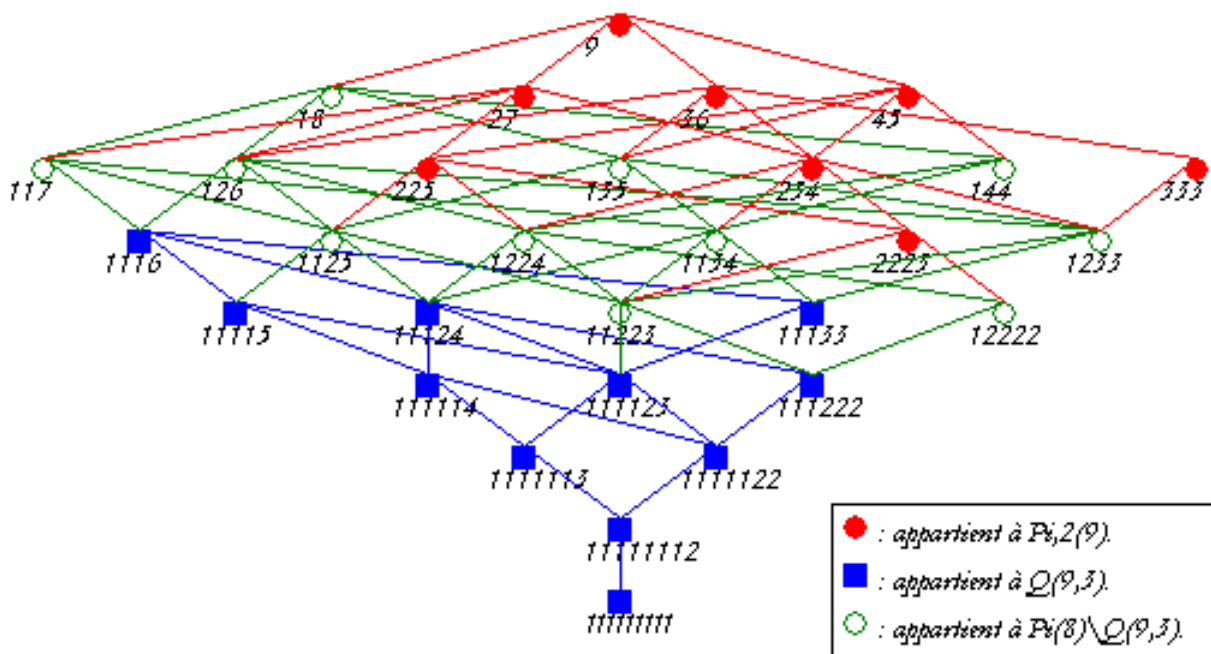 9
18 27 36 45
117 126 225 135 234 144 333
1116 1125 1224 1134 2223 1233
11115 11124 11223 11133 12222
111114 111123 111222
1111113 1111122
11111112
111111111
: appartient à Pi,2(9).
: appartient à Q(9,3).
: appartient à Pi(8)\Q(9,3).